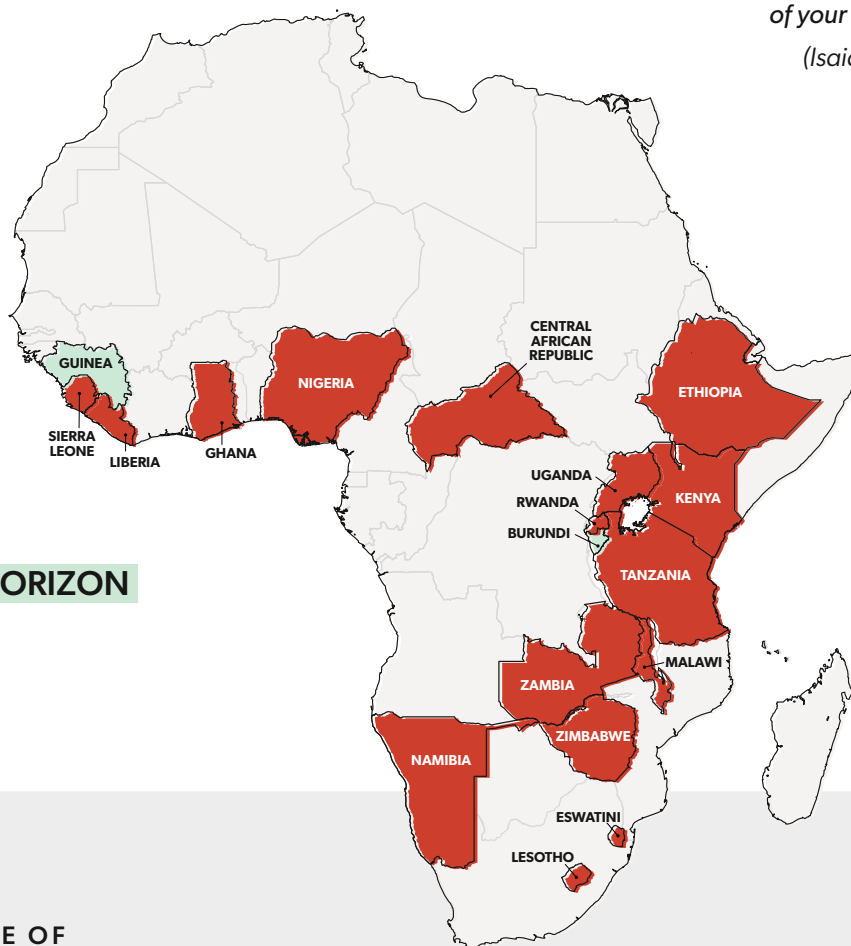 of your
(Isaia
CENTRAL
AFRICAN
REPUBLIC
GUINEA
NIGERIA
ETHIOPIA
SIERRA
LEONE
LIBERIA
GHANA
UGANDA
KENYA
RWANDA
BURUNDI
TANZANIA
ORIZON
MALAWI
ZAMBIA
ZIMBABWE
NAMIBIA
ESWATINI
LESOTHO
E OF